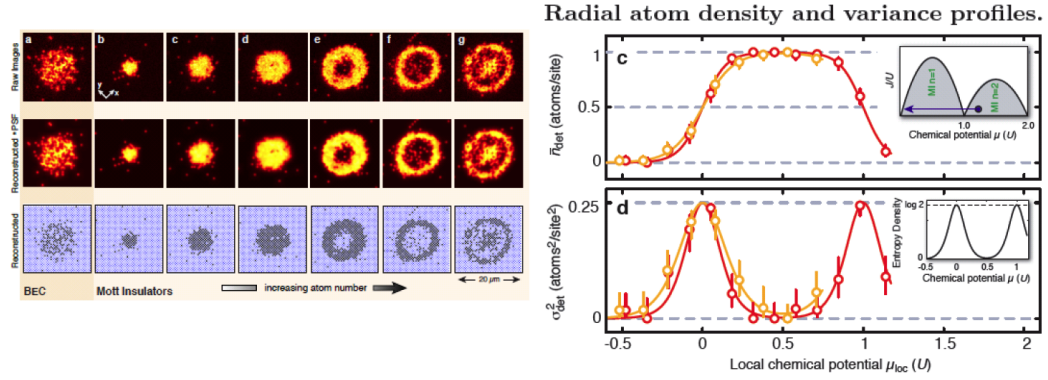 Radial atom density and variance profiles.
a b c d e f g
Raw Images
y x
Reconstructed *PSF
Reconstructed
20 μm
BEC Mott Insulators increasing atom number
c
1
0.5
0
n̄det (atoms/site)
J/U
MI n=1
MI n=2
1.0 2.0
Chemical potential μ (U)
d
0.25
0
σ²det (atoms²/site²)
log 2
Entropy Density
-0.5 0 0.5 1
Chemical potential μ (U)
-0.5 0 0.5 1 1.5 2
Local chemical potential μloc (U)